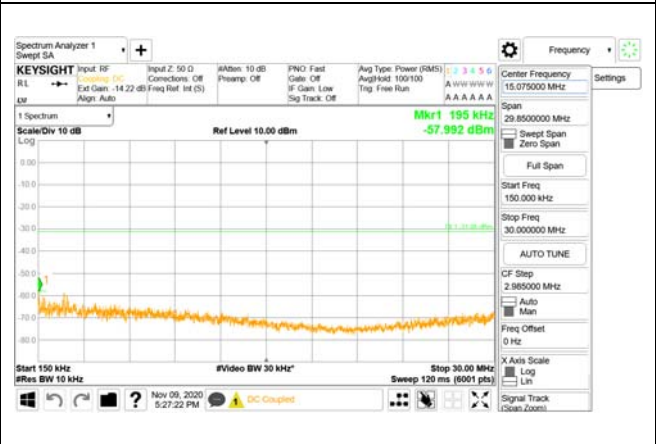 Spectrum Analyzer 1
Swept SA
Frequency
KEYSIGHT
Input: RF
Coupling: DC
Ext Gain: -14.22 dB
Align: Auto
Input Z: 50 Ω
Corrections: Off
Freq Ref: Int (S)
#Atten: 10 dB
Preamp: Off
PNO: Fast
Gate: Off
IF Gain: Low
Sig Track: Off
Avg Type: Power (RMS)
Avg|Hold: 100/100
Trig: Free Run
1 2 3 4 5 6
A W W W W W
A A A A A A
RL
1 Spectrum
Mkr1 195 kHz
Scale/Div 10 dB
Ref Level 10.00 dBm
-57.992 dBm
Log
0.00
-10.0
-20.0
-30.0
-40.0
-50.0
-60.0
-70.0
-80.0
1
Start 150 kHz
#Video BW 30 kHz*
Stop 30.00 MHz
#Res BW 10 kHz
Sweep 120 ms (6001 pts)
Nov 09, 2020
5:27:22 PM
DC Coupled
Center Frequency
15.075000 MHz
Settings
Span
29.8500000 MHz
Swept Span
Zero Span
Full Span
Start Freq
150.000 kHz
Stop Freq
30.000000 MHz
AUTO TUNE
CF Step
2.985000 MHz
Auto
Man
Freq Offset
0 Hz
X Axis Scale
Log
Lin
Signal Track
(Span Zoom)